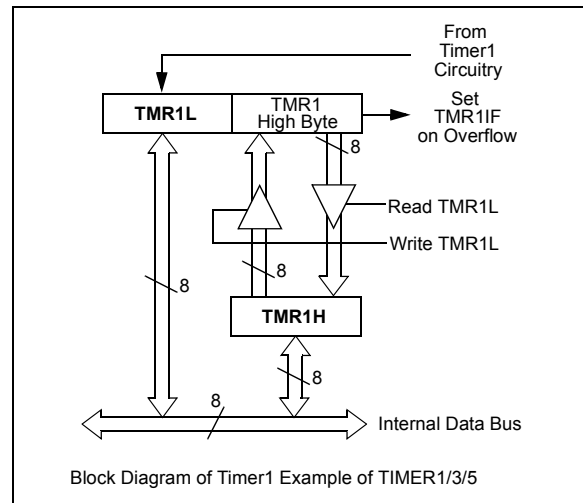 From
Timer1
Circuitry
TMR1L
TMR1
High Byte
Set
TMR1IF
on Overflow
8
Read TMR1L
Write TMR1L
8
8
TMR1H
8
8
Internal Data Bus
Block Diagram of Timer1 Example of TIMER1/3/5